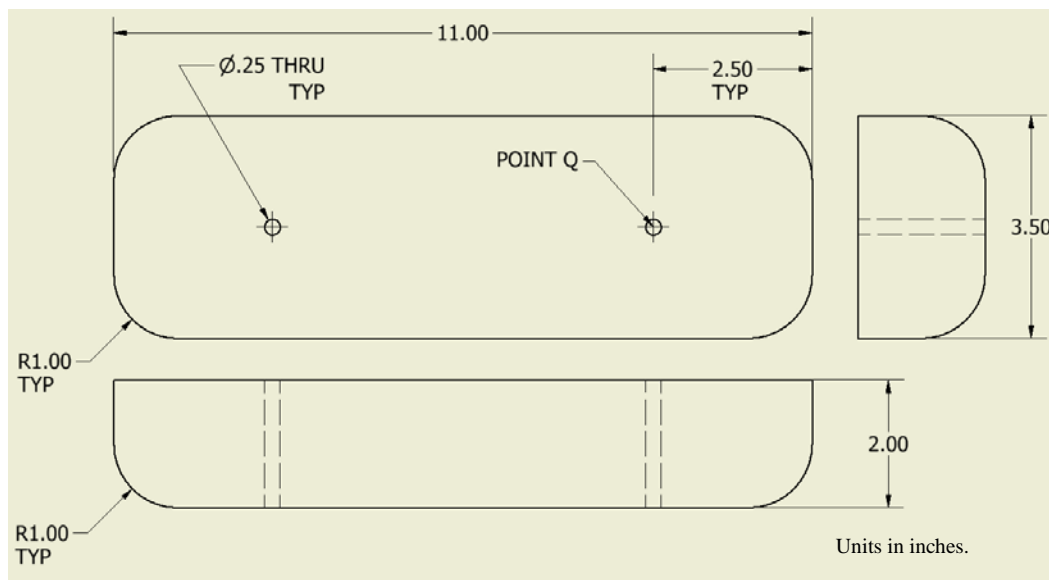 11.00
Ø.25 THRU
TYP
2.50
TYP
POINT Q
3.50
R1.00
TYP
2.00
R1.00
TYP
Units in inches.